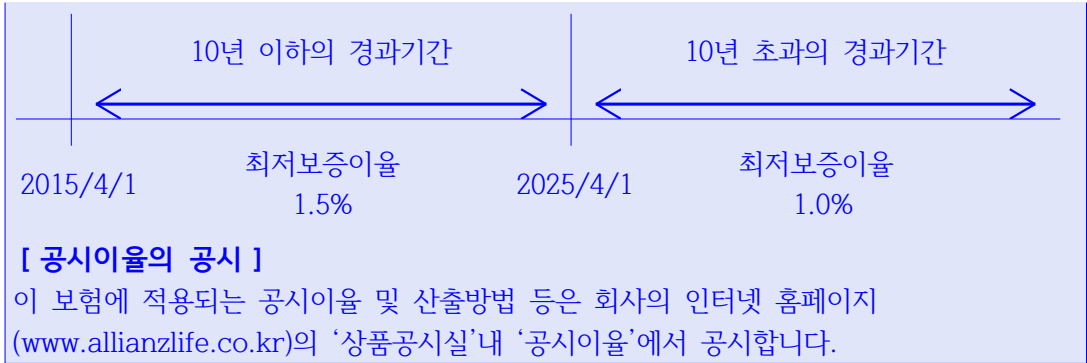 10년 이하의 경과기간 10년 초과의 경과기간
최저보증이율 최저보증이율
2015/4/1 2025/4/1
1.5% 1.0%
[ 공시이율의 공시 ]
이 보험에 적용되는 공시이율 및 산출방법 등은 회사의 인터넷 홈페이지
(www.allianzlife.co.kr)의 ‘상품공시실’내 ‘공시이율’에서 공시합니다.